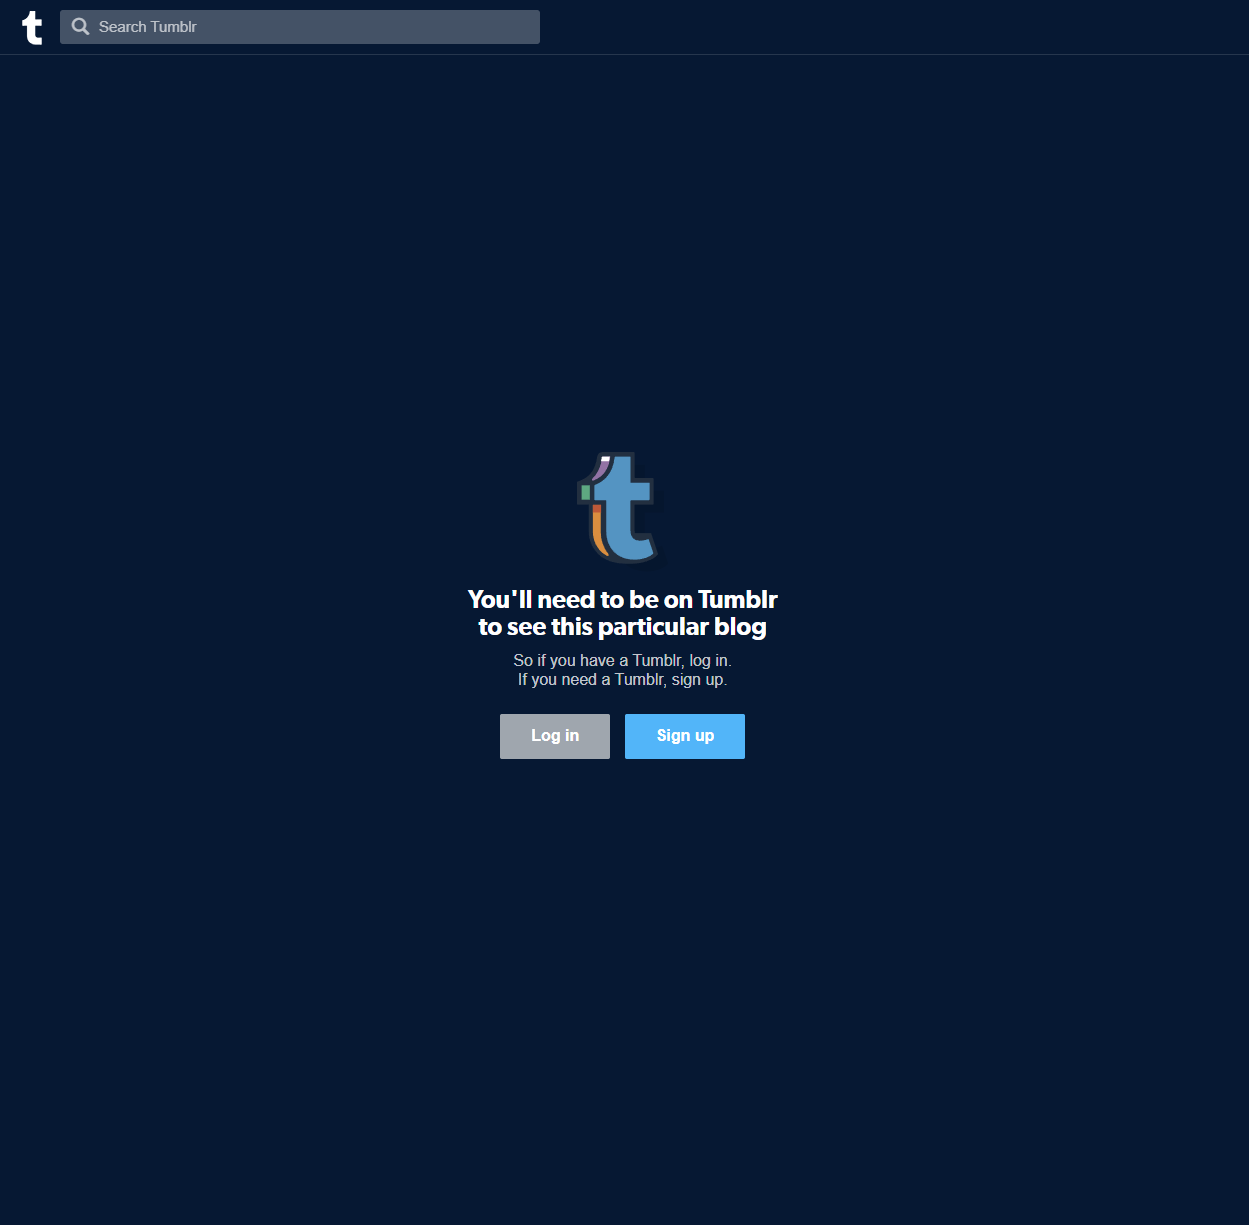 t
Search Tumblr
t
You'll need to be on Tumblr
to see this particular blog
So if you have a Tumblr, log in.
If you need a Tumblr, sign up.
Log in
Sign up